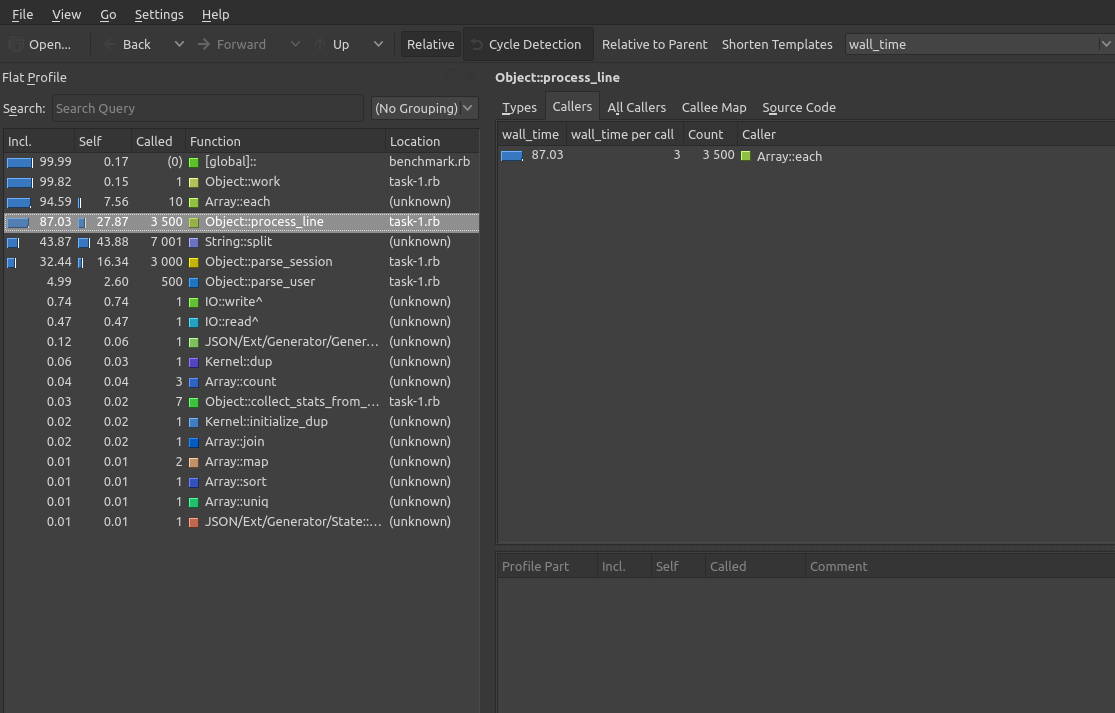 File View Go Settings Help
Open... Back Forward Up Relative Cycle Detection Relative to Parent Shorten Templates wall_time
Flat Profile
Search: Search Query (No Grouping)
Incl. Self Called Function Location
99.99 0.17 (0) [global]:: benchmark.rb
99.82 0.15 1 Object::work task-1.rb
94.59 7.56 10 Array::each (unknown)
87.03 27.87 3 500 Object::process_line task-1.rb
43.87 43.88 7 001 String::split (unknown)
32.44 16.34 3 000 Object::parse_session task-1.rb
4.99 2.60 500 Object::parse_user task-1.rb
0.74 0.74 1 IO::write^ (unknown)
0.47 0.47 1 IO::read^ (unknown)
0.12 0.06 1 JSON/Ext/Generator/Gener... (unknown)
0.06 0.03 1 Kernel::dup (unknown)
0.04 0.04 3 Array::count (unknown)
0.03 0.02 7 Object::collect_stats_from_... task-1.rb
0.02 0.02 1 Kernel::initialize_dup (unknown)
0.02 0.02 1 Array::join (unknown)
0.01 0.01 2 Array::map (unknown)
0.01 0.01 1 Array::sort (unknown)
0.01 0.01 1 Array::uniq (unknown)
0.01 0.01 1 JSON/Ext/Generator/State::... (unknown)
Object::process_line
Types Callers All Callers Callee Map Source Code
wall_time wall_time per call Count Caller
87.03 3 3 500 Array::each
Profile Part Incl. Self Called Comment